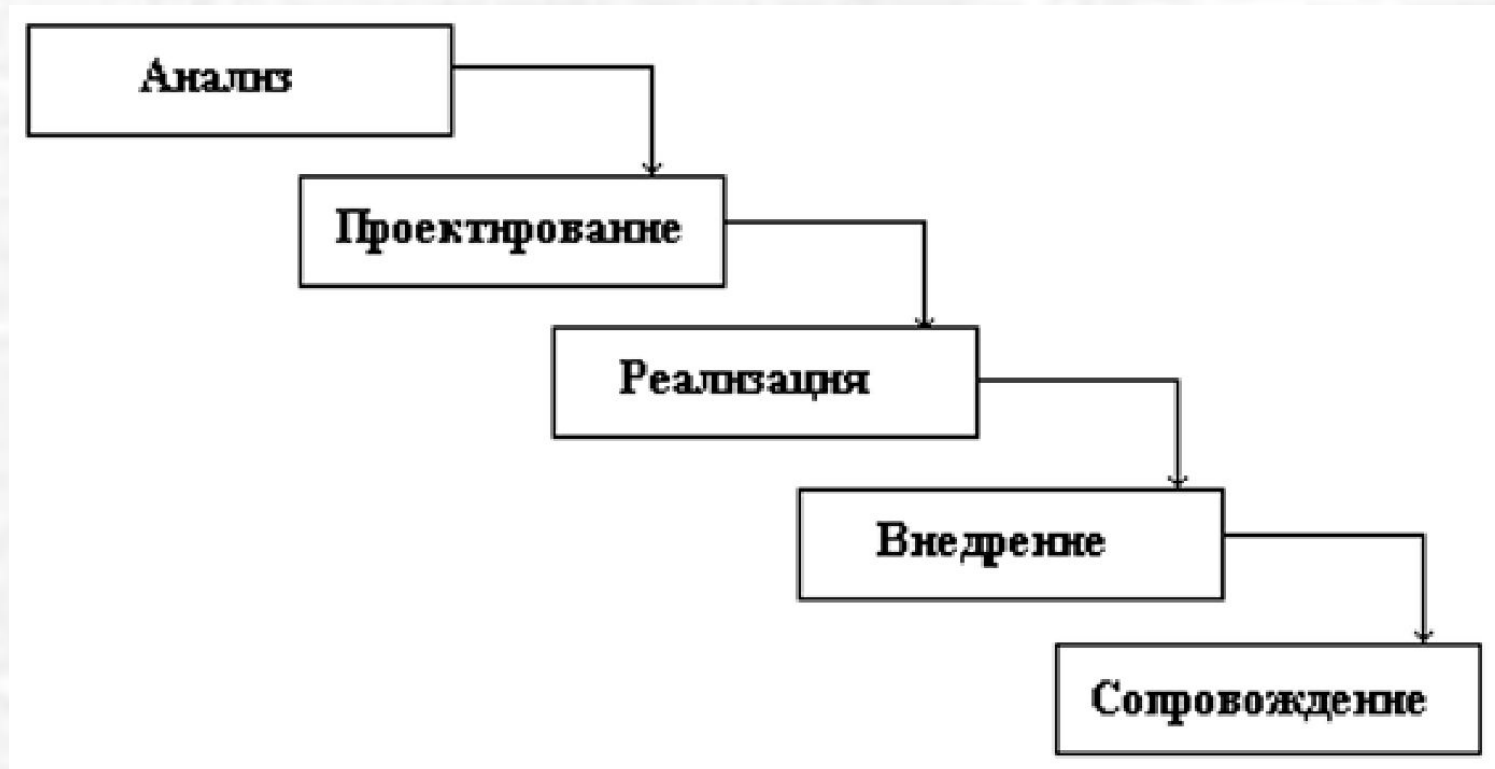 Анализ
Проектирование
Реализация
Внедрение
Сопровождение